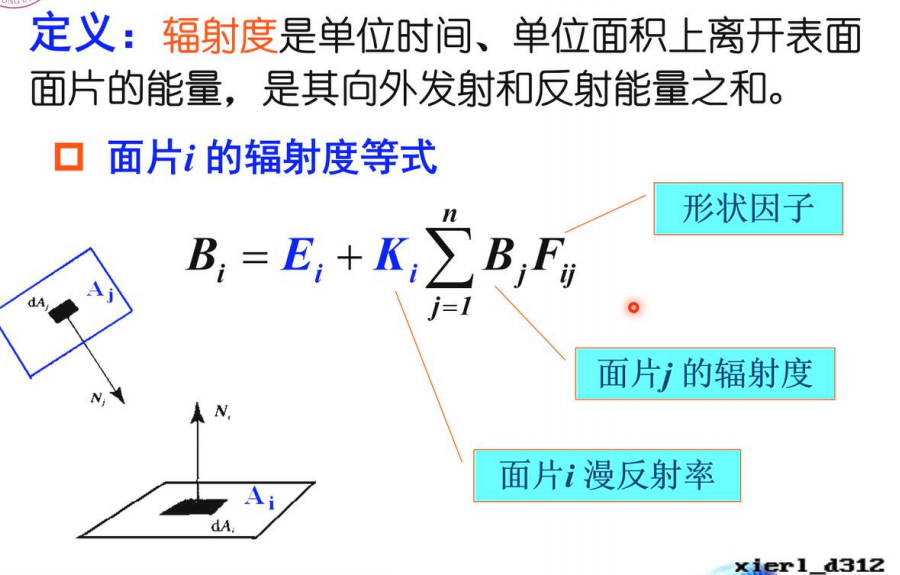 定义：辐射度是单位时间、单位面积上离开表面
面片的能量，是其向外发射和反射能量之和。
面片i 的辐射度等式
形状因子
B_i = E_i + K_i \sum_{j=1}^{n} B_j F_{ij}
面片j 的辐射度
面片i 漫反射率
dA_j A_j
N_j
N_i
A_i
dA_i
xierl_d312